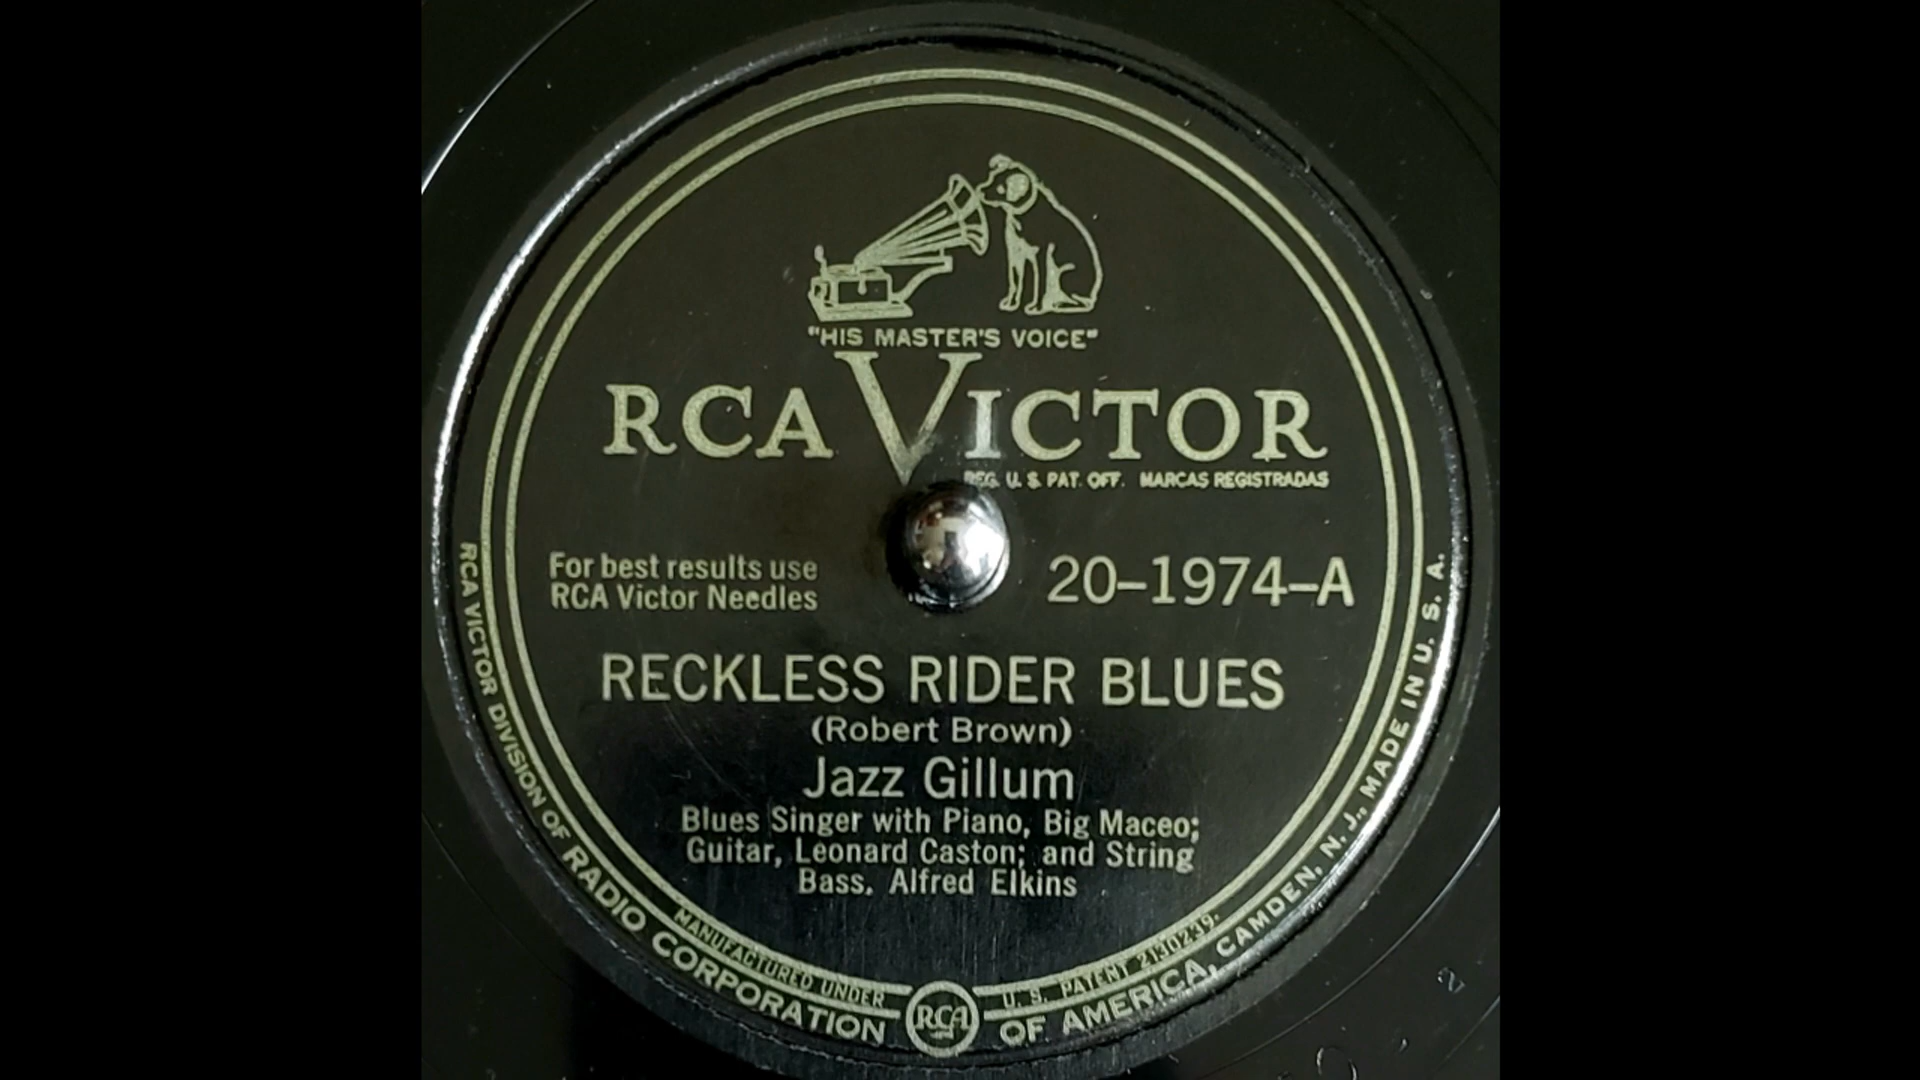 "HIS MASTER'S VOICE"
RCA VICTOR
REG. U. S. PAT. OFF. MARCAS REGISTRADAS
For best results use
RCA Victor Needles
20–1974–A
RECKLESS RIDER BLUES
(Robert Brown)
Jazz Gillum
Blues Singer with Piano, Big Maceo;
Guitar, Leonard Caston; and String
Bass, Alfred Elkins
MANUFACTURED UNDER U. S. PATENT 2130239.
RCA VICTOR DIVISION OF RADIO CORPORATION OF AMERICA, CAMDEN, N. J., MADE IN U. S. A.
RCA